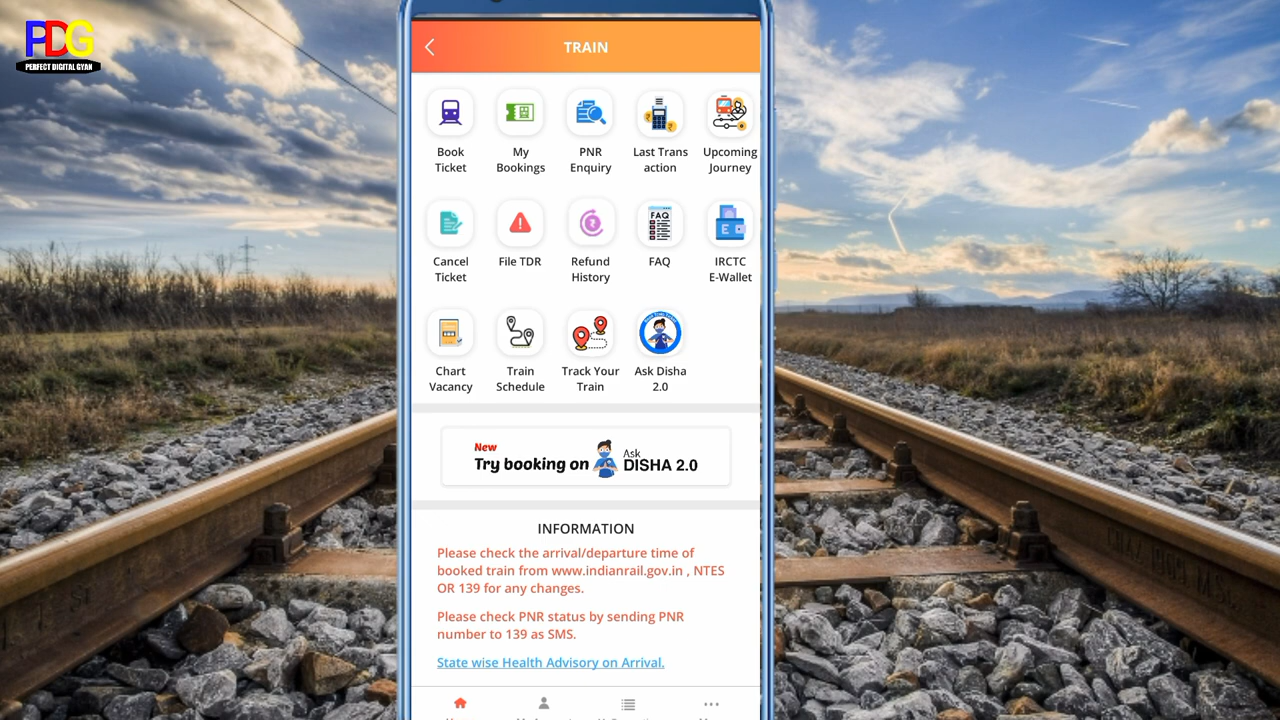 PDG
PERFECT DIGITAL GYAN
TRAIN
Book
Ticket
My
Bookings
PNR
Enquiry
Last Trans
action
Upcoming
Journey
Cancel
Ticket
File TDR
Refund
History
FAQ
FAQ
IRCTC
E-Wallet
E
Chart
Vacancy
Train
Schedule
Track Your
Train
Ask Disha
2.0
New
Try booking on
Ask
DISHA 2.0
INFORMATION
Please check the arrival/departure time of
booked train from www.indianrail.gov.in , NTES
OR 139 for any changes.
Please check PNR status by sending PNR
number to 139 as SMS.
State wise Health Advisory on Arrival.